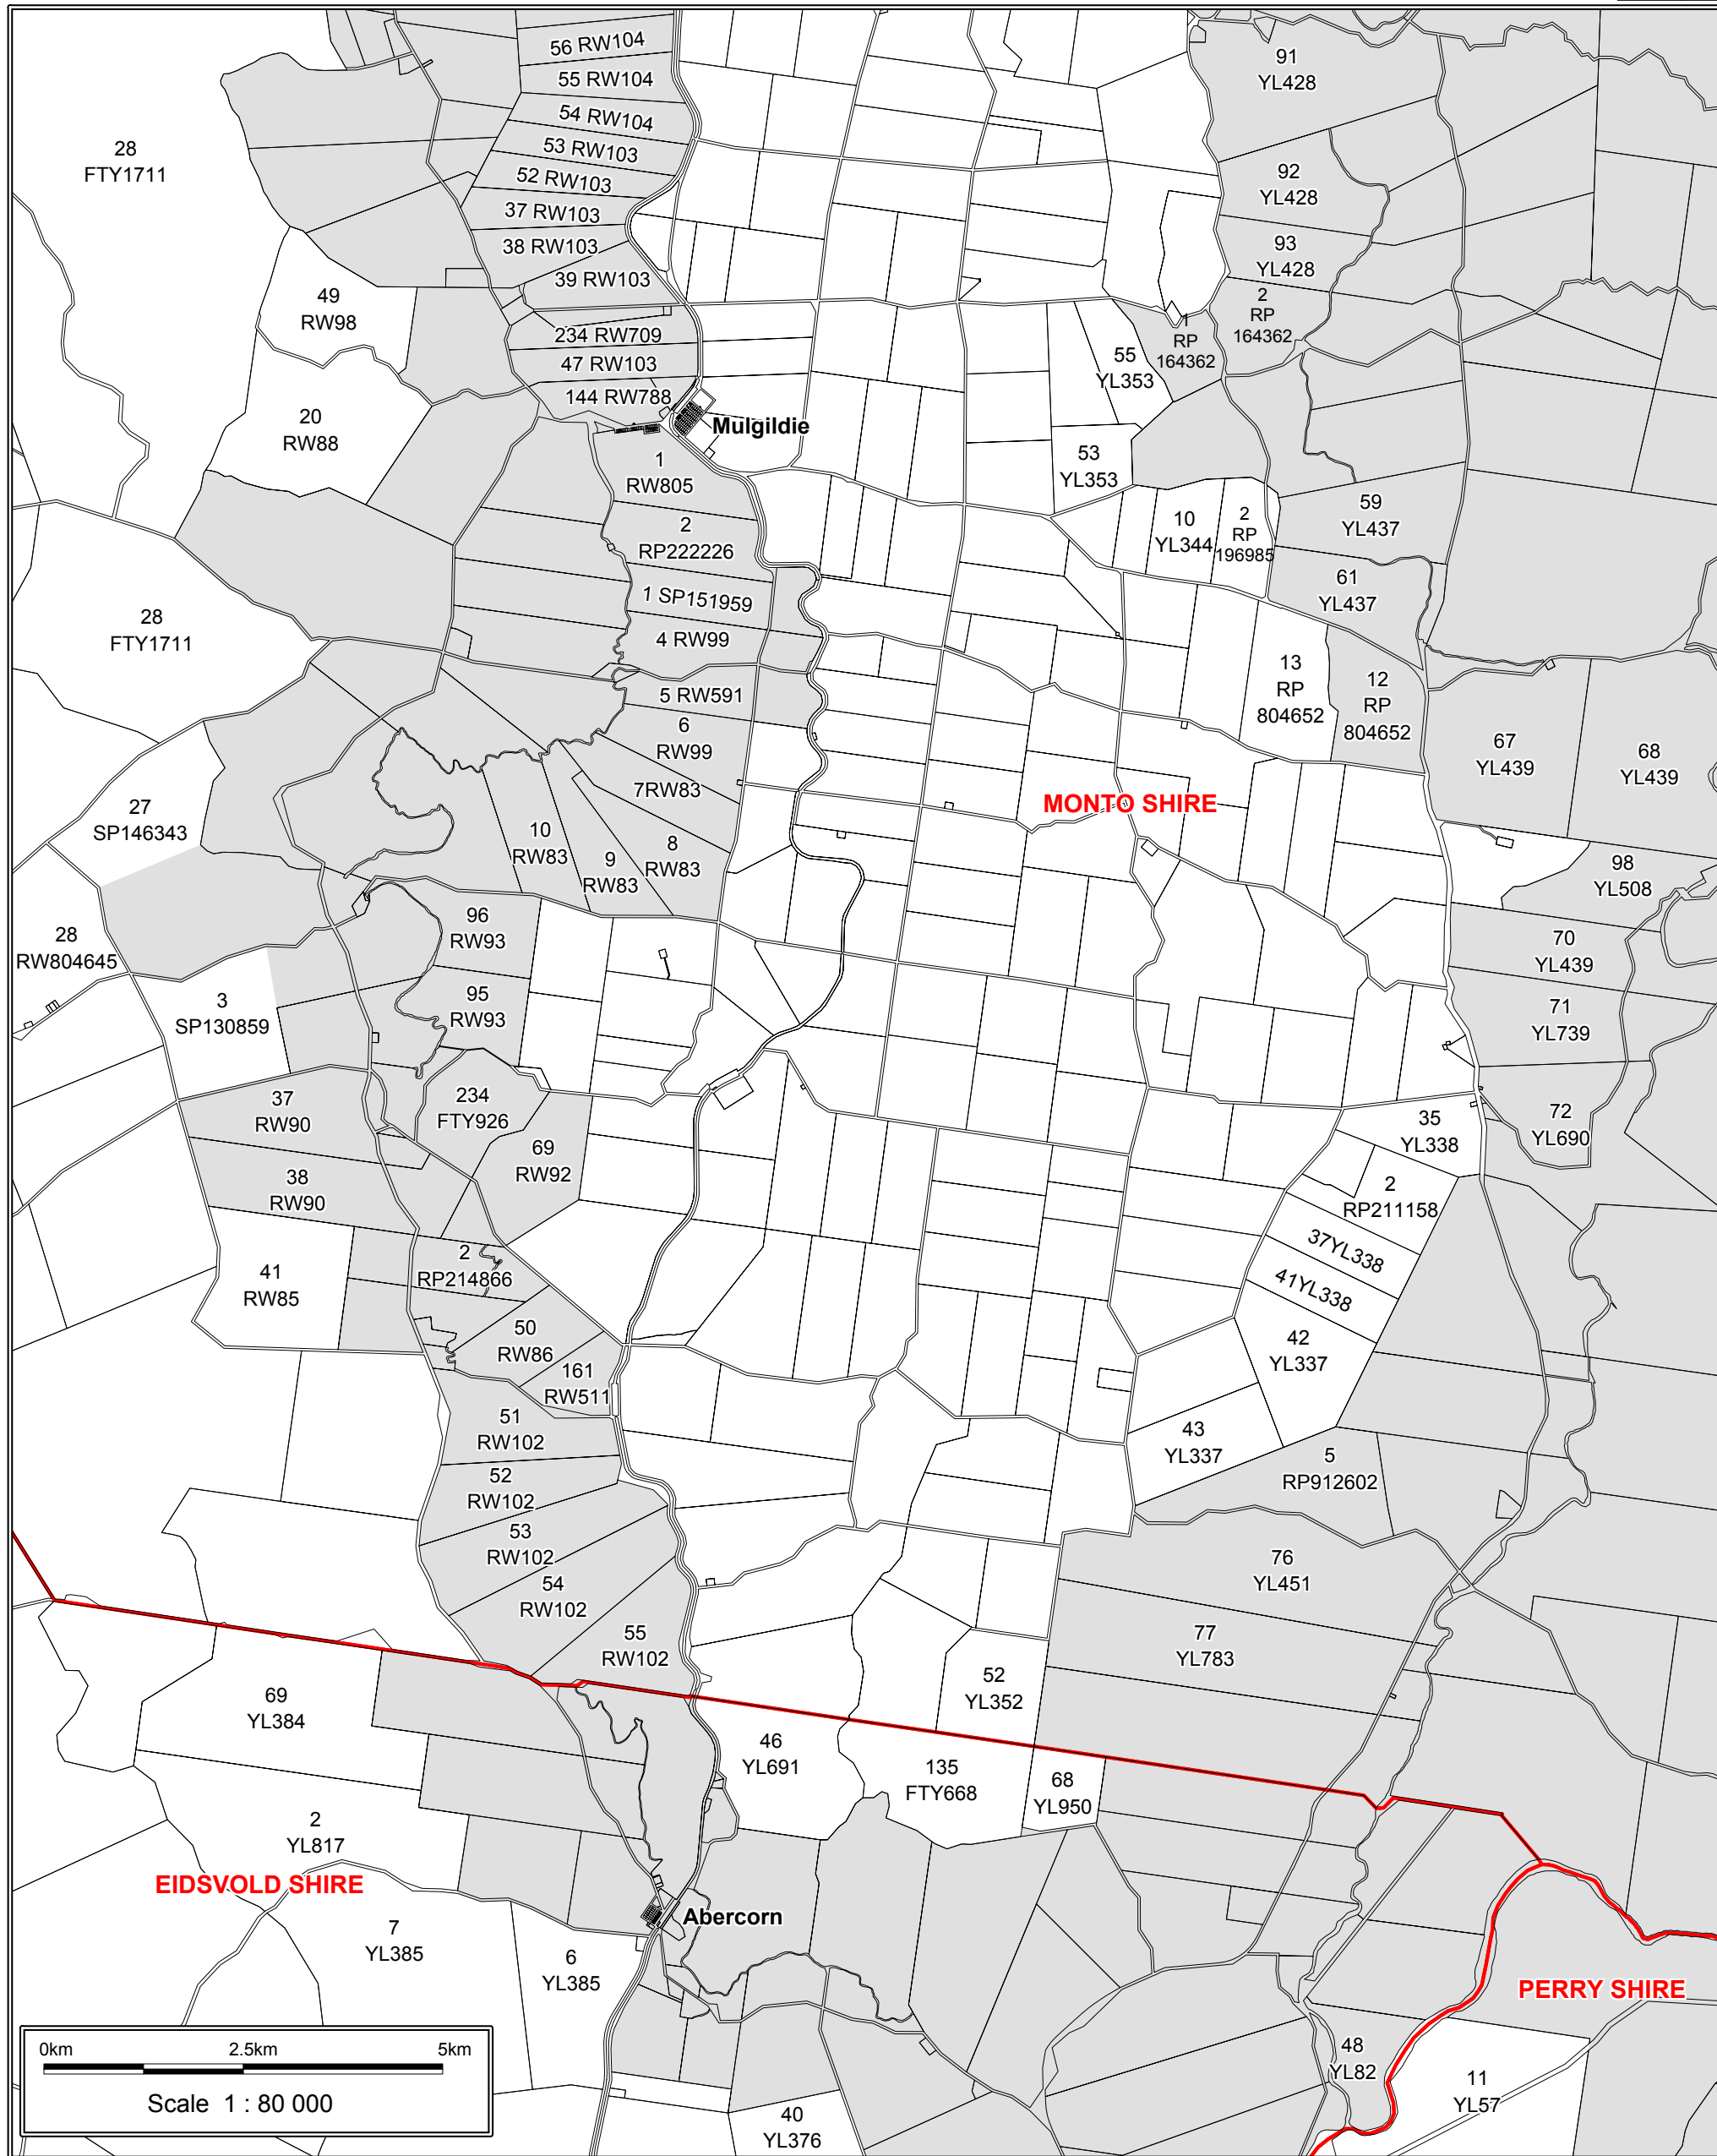 56 RW104
55 RW104
54 RW104
53 RW103
52 RW103
37 RW103
38 RW103
39 RW103
234 RW709
47 RW103
144 RW788
91
YL428
92
YL428
93
YL428
2
RP
164362
1
RP
164362
28
FTY1711
49
RW98
20
RW88
55
YL353
53
YL353
Mulgildie
1
RW805
2
RP222226
1 SP151959
4 RW99
5 RW591
6
RW99
7RW83
8
RW83
9
RW83
10
RW83
10
YL344
2
RP
196985
59
YL437
61
YL437
28
FTY1711
13
RP
804652
12
RP
804652
67
YL439
68
YL439
27
SP146343
MONTO SHIRE
98
YL508
70
YL439
71
YL739
72
YL690
28
RW804645
96
RW93
95
RW93
3
SP130859
37
RW90
38
RW90
234
FTY926
69
RW92
35
YL338
2
RP211158
37YL338
41YL338
42
YL337
43
YL337
41
RW85
2
RP214866
50
RW86
161
RW511
51
RW102
52
RW102
53
RW102
54
RW102
55
RW102
5
RP912602
76
YL451
77
YL783
52
YL352
69
YL384
46
YL691
135
FTY668
68
YL950
2
YL817
EIDSVOLD SHIRE
7
YL385
6
YL385
Abercorn
PERRY SHIRE
48
YL82
11
YL57
40
YL376
0km 2.5km 5km
Scale 1 : 80 000